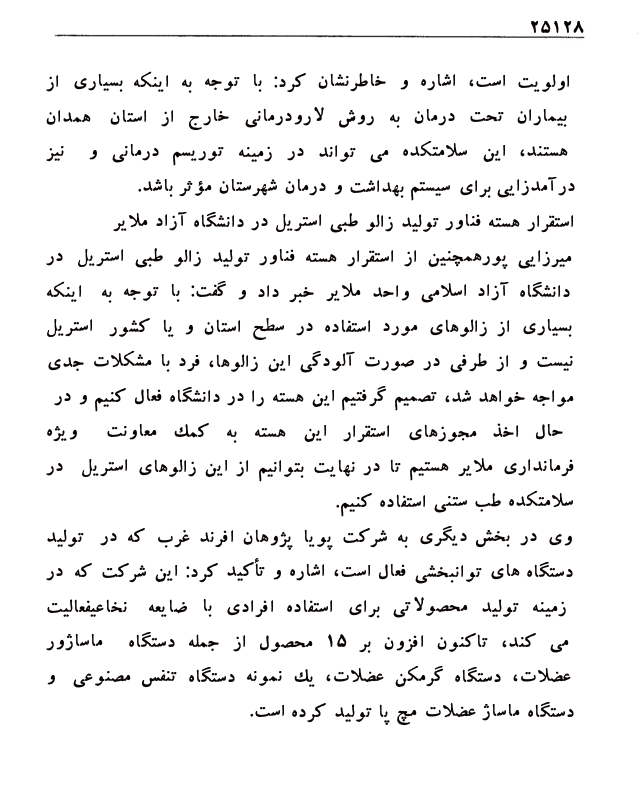 ۲۵۱۲۸
اولویت است، اشاره و خاطرنشان کرد: با توجه به اینکه بسیاری از
بیماران تحت درمان به روش لارودرمانی خارج از استان همدان
هستند، این سلامتکده می تواند در زمینه توریسم درمانی و نیز
درآمدزایی برای سیستم بهداشت و درمان شهرستان مؤثر باشد.
استقرار هسته فناور تولید زالو طبی استریل در دانشگاه آزاد ملایر
میرزایی پورهمچنین از استقرار هسته فناور تولید زالو طبی استریل در
دانشگاه آزاد اسلامی واحد ملایر خبر داد و گفت: با توجه به اینکه
بسیاری از زالوهای مورد استفاده در سطح استان و یا کشور استریل
نیست و از طرفی در صورت آلودگی این زالوها، فرد با مشکلات جدی
مواجه خواهد شد، تصمیم گرفتیم این هسته را در دانشگاه فعال کنیم و در
حال اخذ مجوزهای استقرار این هسته به کمك معاونت ویژه
فرمانداری ملایر هستیم تا در نهایت بتوانیم از این زالوهای استریل در
سلامتکده طب ستنی استفاده کنیم.
وی در بخش دیگری به شرکت پویا پژوهان افرند غرب که در تولید
دستگاه های توانبخشی فعال است، اشاره و تأکید کرد: این شرکت که در
زمینه تولید محصولاتی برای استفاده افرادی با ضایعه نخاعیفعالیت
می کند، تاکنون افزون بر ۱۵ محصول از جمله دستگاه ماساژور
عضلات، دستگاه گرمکن عضلات، یك نمونه دستگاه تنفس مصنوعی و
دستگاه ماساژ عضلات مچ پا تولید کرده است.